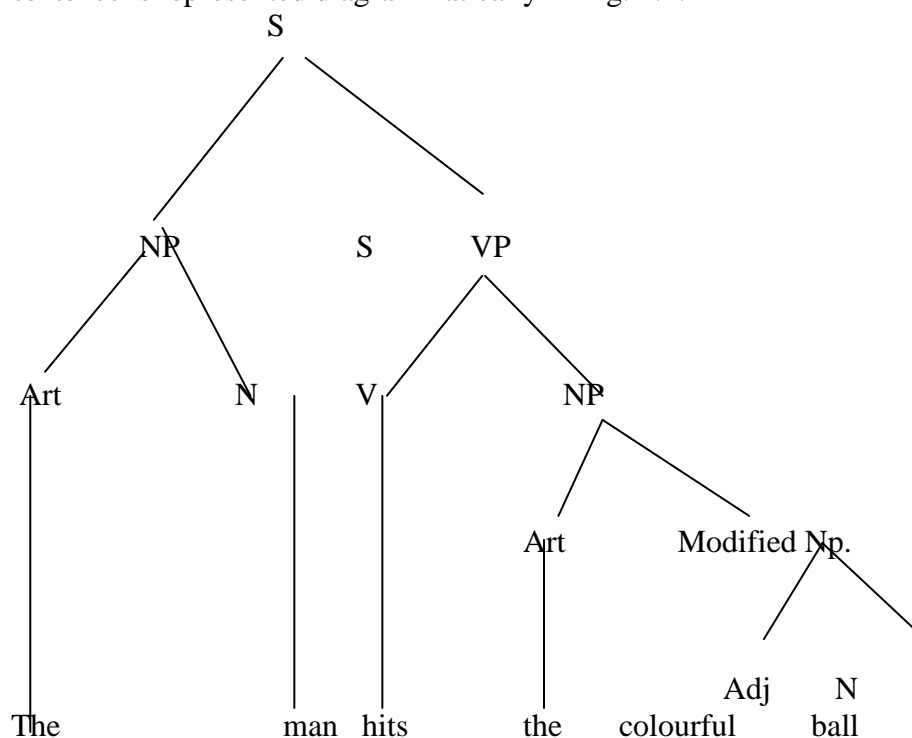 S
NP S VP
Art N V NP
Art Modified Np.
Adj N
The man hits the colourful ball